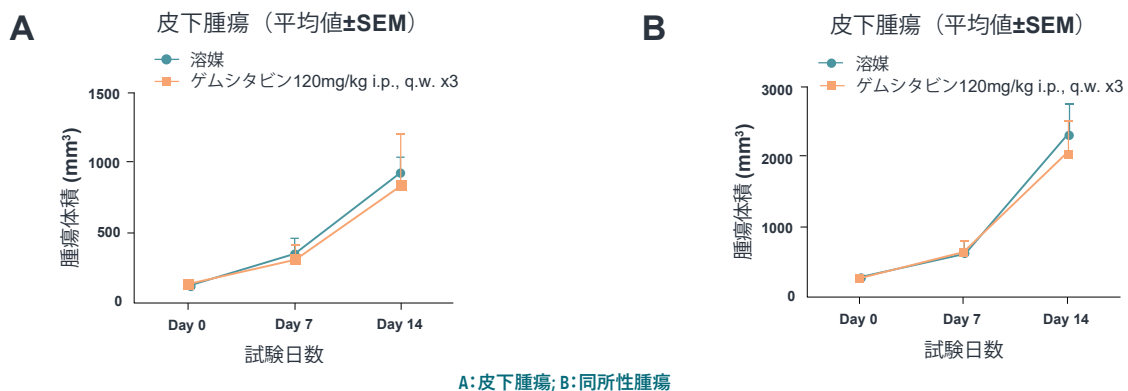 A
皮下腫瘍（平均値±SEM）
溶媒
ゲムシタビン120mg/kg i.p., q.w. x3
1500
1000
500
0
腫瘍体積 (mm³)
Day 0
Day 7
Day 14
試験日数
B
皮下腫瘍（平均値±SEM）
溶媒
ゲムシタビン120mg/kg i.p., q.w. x3
3000
2000
1000
0
腫瘍体積 (mm³)
Day 0
Day 7
Day 14
試験日数
A：皮下腫瘍; B：同所性腫瘍